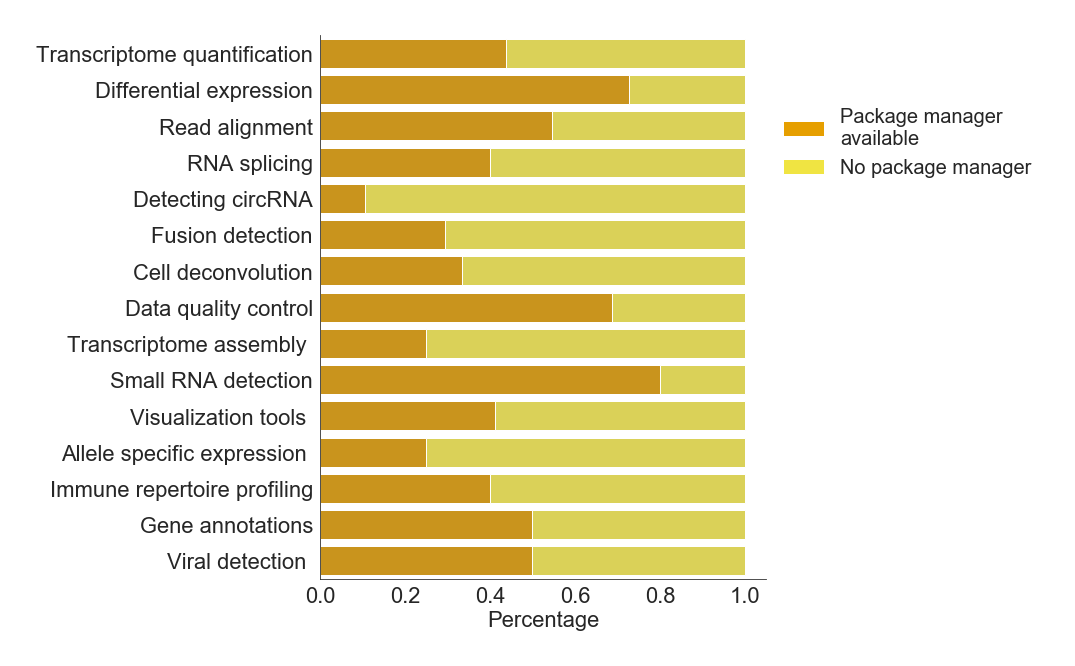 Transcriptome quantification
Differential expression
Read alignment
RNA splicing
Detecting circRNA
Fusion detection
Cell deconvolution
Data quality control
Transcriptome assembly
Small RNA detection
Visualization tools
Allele specific expression
Immune repertoire profiling
Gene annotations
Viral detection
0.0 0.2 0.4 0.6 0.8 1.0
Percentage
Package manager
available
No package manager